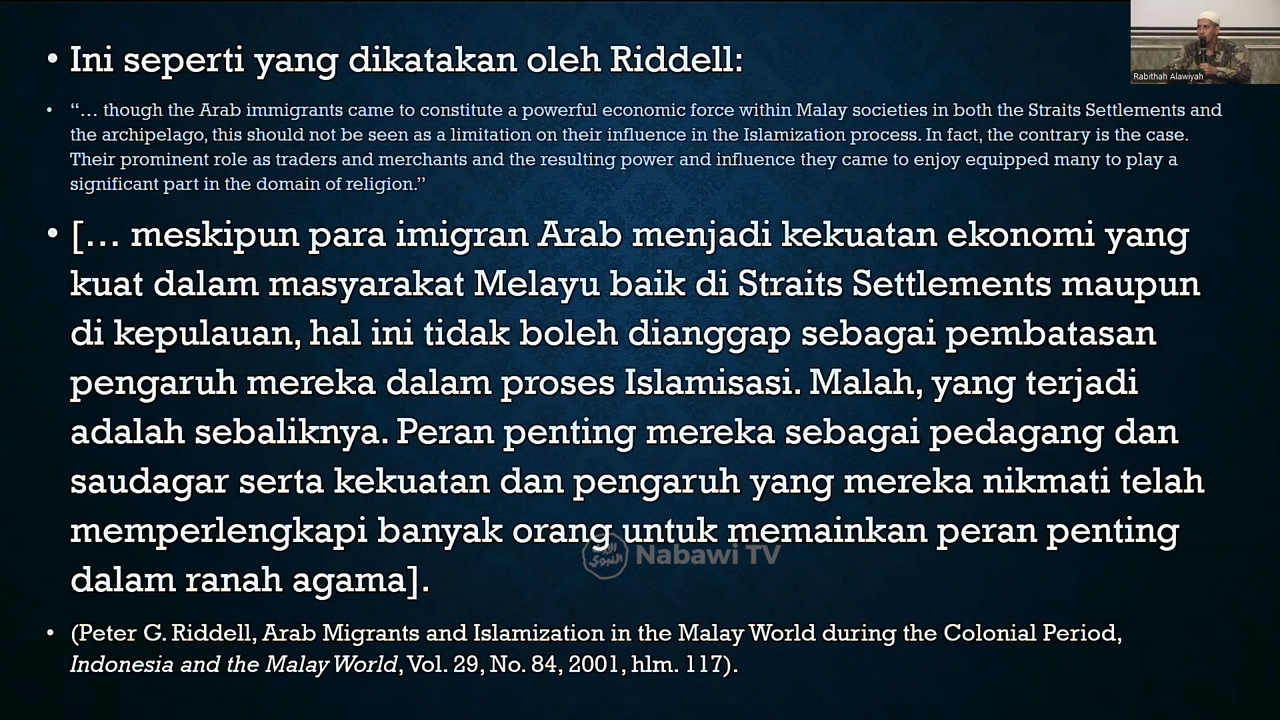 • Ini seperti yang dikatakan oleh Riddell:
• “… though the Arab immigrants came to constitute a powerful economic force within Malay societies in both the Straits Settlements and
the archipelago, this should not be seen as a limitation on their influence in the Islamization process. In fact, the contrary is the case.
Their prominent role as traders and merchants and the resulting power and influence they came to enjoy equipped many to play a
significant part in the domain of religion.”
• [… meskipun para imigran Arab menjadi kekuatan ekonomi yang
kuat dalam masyarakat Melayu baik di Straits Settlements maupun
di kepulauan, hal ini tidak boleh dianggap sebagai pembatasan
pengaruh mereka dalam proses Islamisasi. Malah, yang terjadi
adalah sebaliknya. Peran penting mereka sebagai pedagang dan
saudagar serta kekuatan dan pengaruh yang mereka nikmati telah
memperlengkapi banyak orang untuk memainkan peran penting
dalam ranah agama].
• (Peter G. Riddell, Arab Migrants and Islamization in the Malay World during the Colonial Period,
Indonesia and the Malay World, Vol. 29, No. 84, 2001, hlm. 117).
Rabithah Alawiyah
Nabawi TV